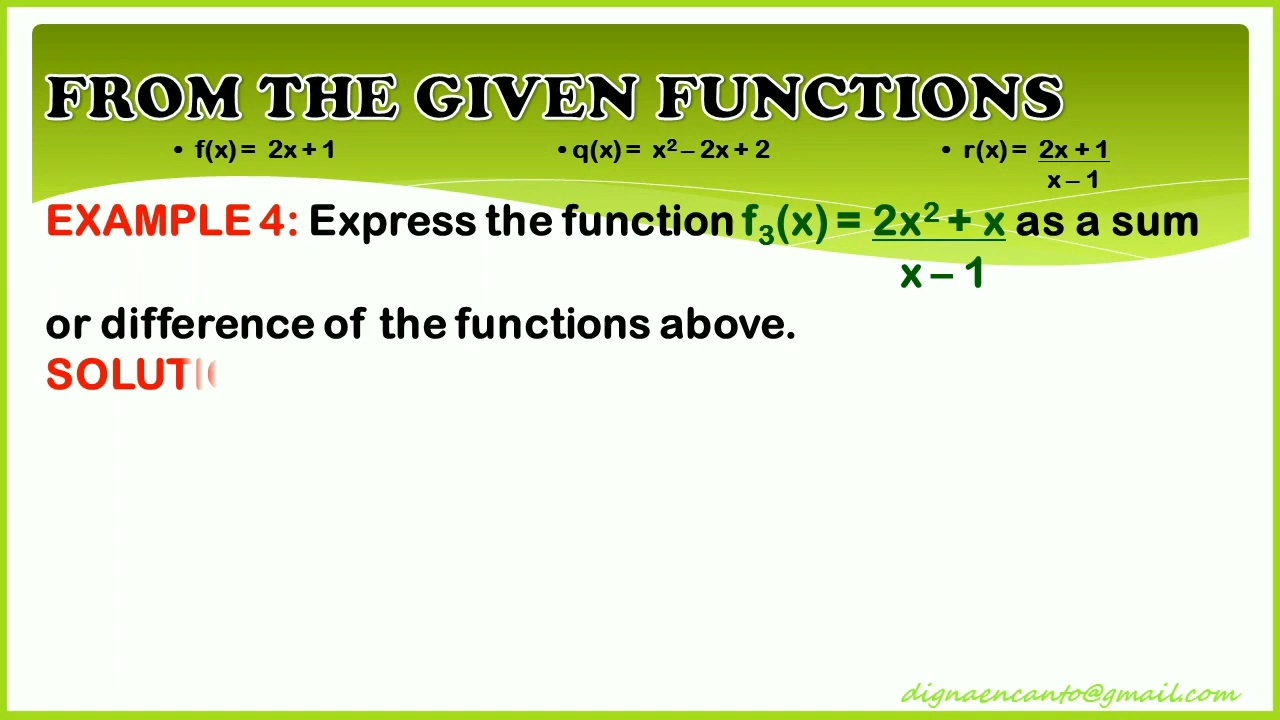 FROM THE GIVEN FUNCTIONS
• f(x) = 2x + 1 • q(x) = x² – 2x + 2 • r(x) = 2x + 1
x – 1
EXAMPLE 4: Express the function f₃(x) = 2x² + x as a sum
x – 1
or difference of the functions above.
SOLUTI
dignaencanto@gmail.com